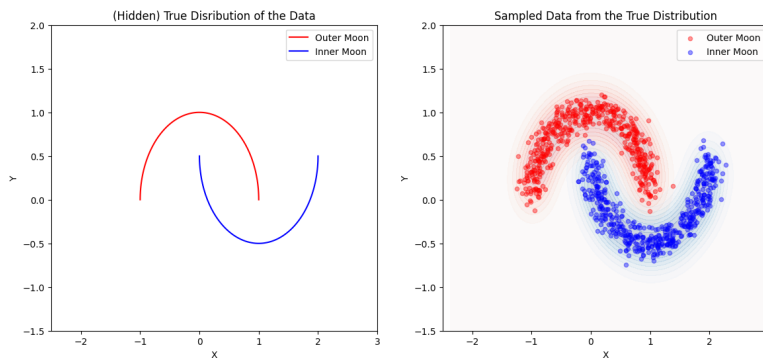 (Hidden) True Disribution of the Data
Outer Moon
Inner Moon
2.0
1.5
1.0
0.5
0.0
−0.5
−1.0
−1.5
Y
−2
−1
0
1
2
3
X
Sampled Data from the True Distribution
Outer Moon
Inner Moon
2.0
1.5
1.0
0.5
0.0
−0.5
−1.0
−1.5
Y
−2
−1
0
1
2
X